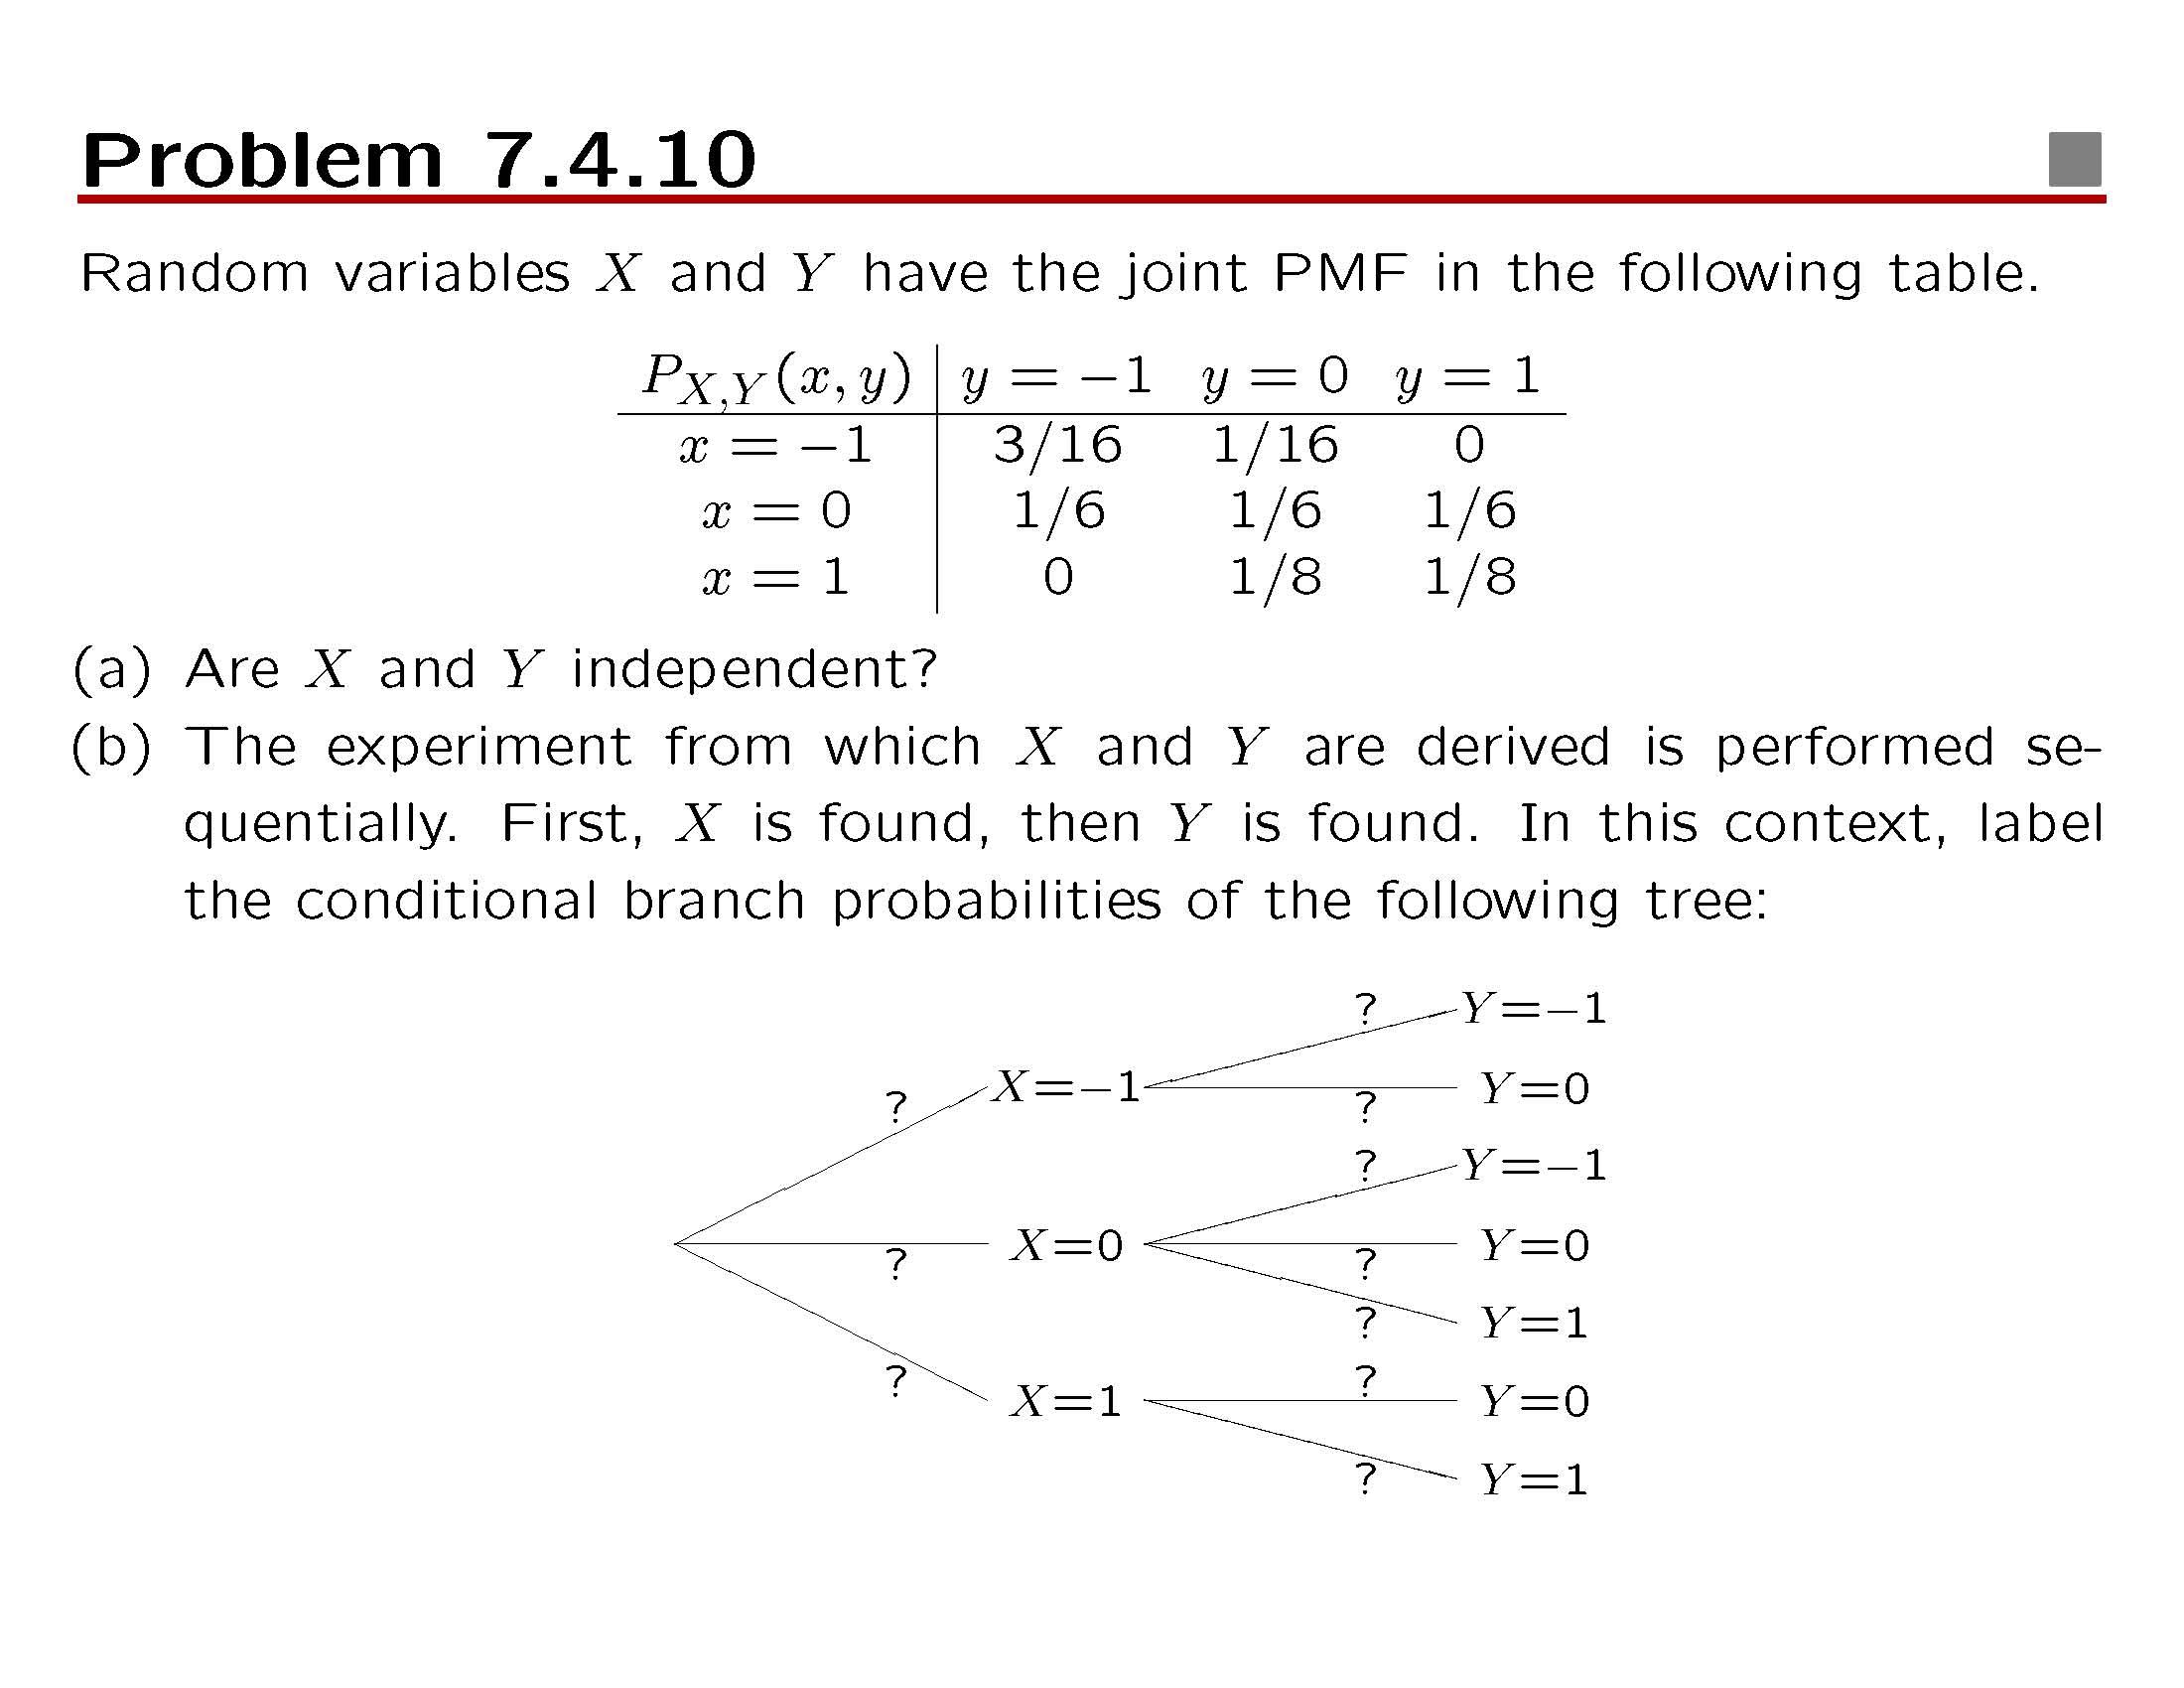 Problem 7.4.10
Random variables X and Y have the joint PMF in the following table.
P_{X,Y}(x, y) y = −1 y = 0 y = 1
x = −1 3/16 1/16 0
x = 0 1/6 1/6 1/6
x = 1 0 1/8 1/8
(a) Are X and Y independent?
(b) The experiment from which X and Y are derived is performed se-
quentially. First, X is found, then Y is found. In this context, label
the conditional branch probabilities of the following tree:
? Y=−1
? X=−1 ? Y=0
? Y=−1
? X=0 ? Y=0
? Y=1
? X=1 ? Y=0
? Y=1